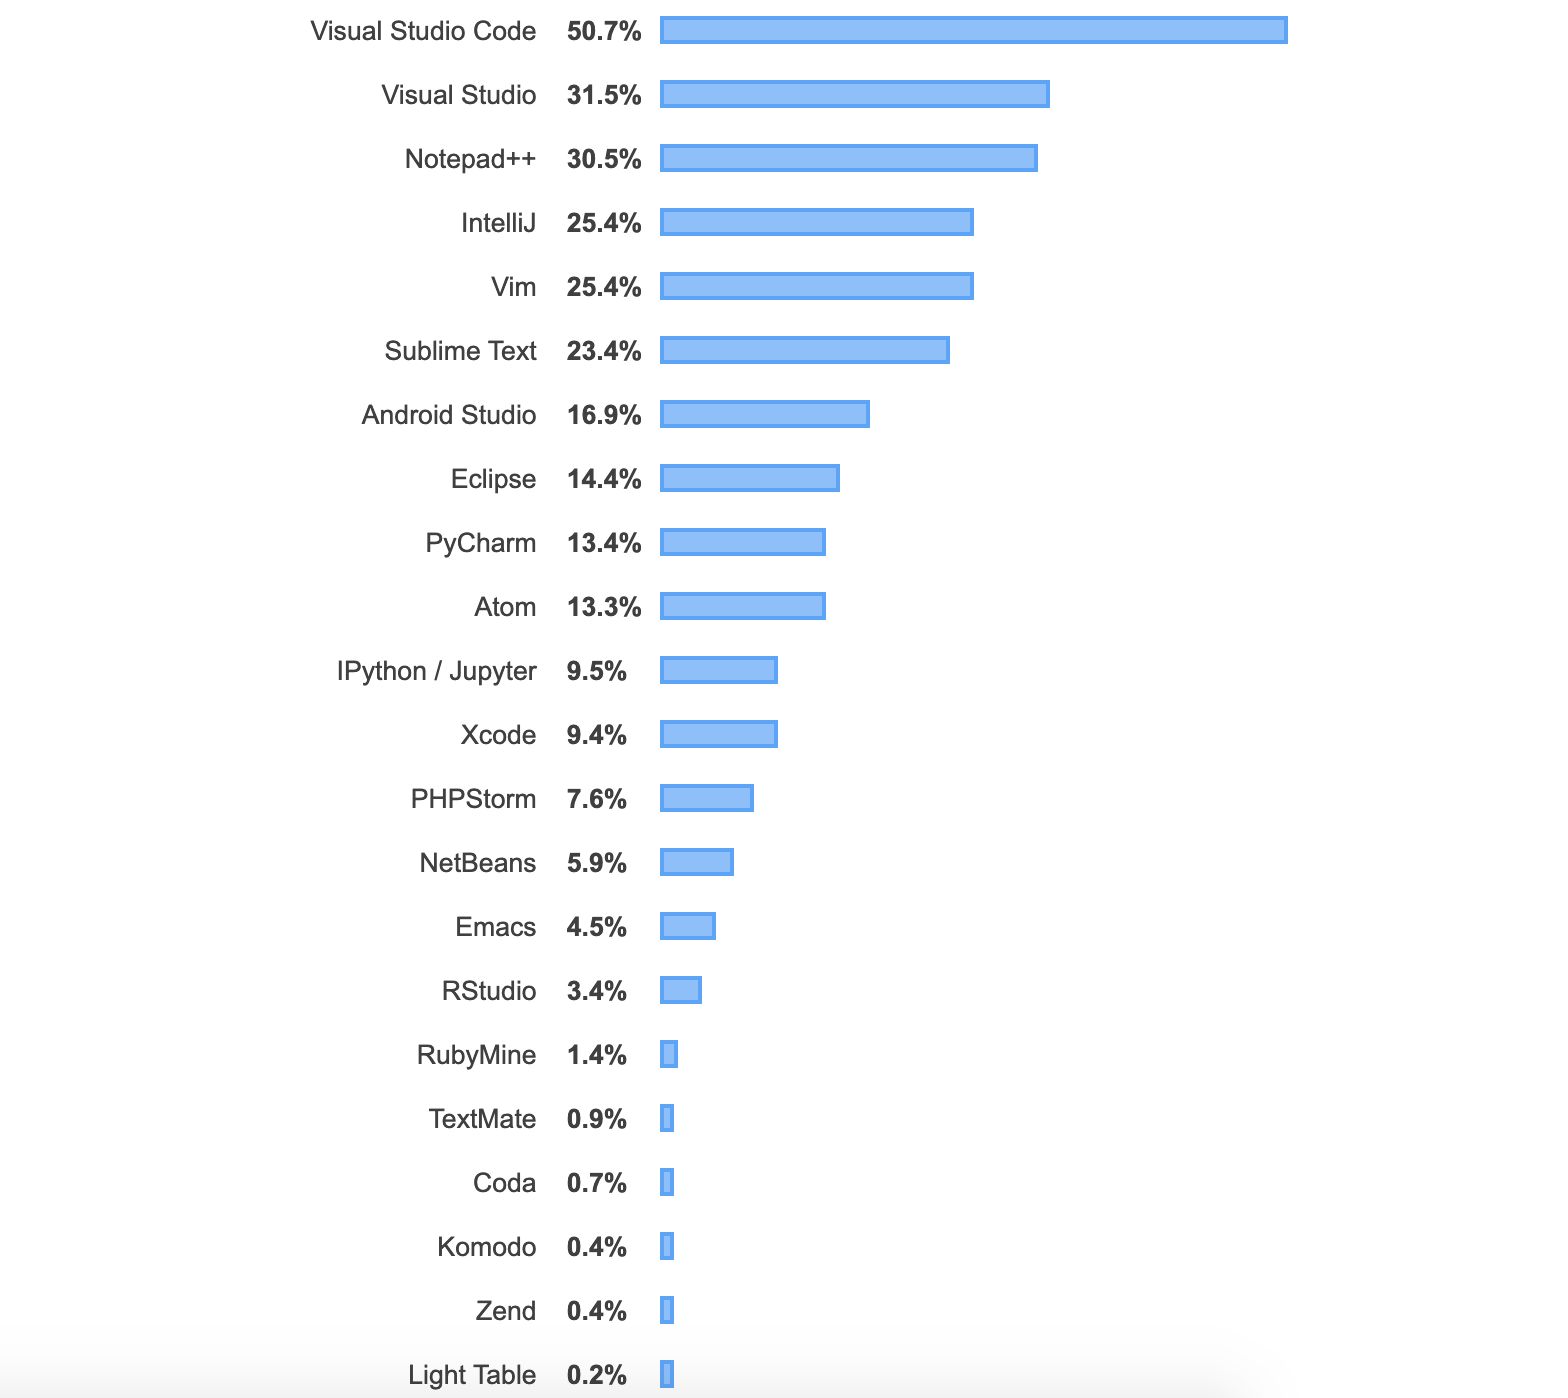 Visual Studio Code 50.7%
Visual Studio 31.5%
Notepad++ 30.5%
IntelliJ 25.4%
Vim 25.4%
Sublime Text 23.4%
Android Studio 16.9%
Eclipse 14.4%
PyCharm 13.4%
Atom 13.3%
IPython / Jupyter 9.5%
Xcode 9.4%
PHPStorm 7.6%
NetBeans 5.9%
Emacs 4.5%
RStudio 3.4%
RubyMine 1.4%
TextMate 0.9%
Coda 0.7%
Komodo 0.4%
Zend 0.4%
Light Table 0.2%